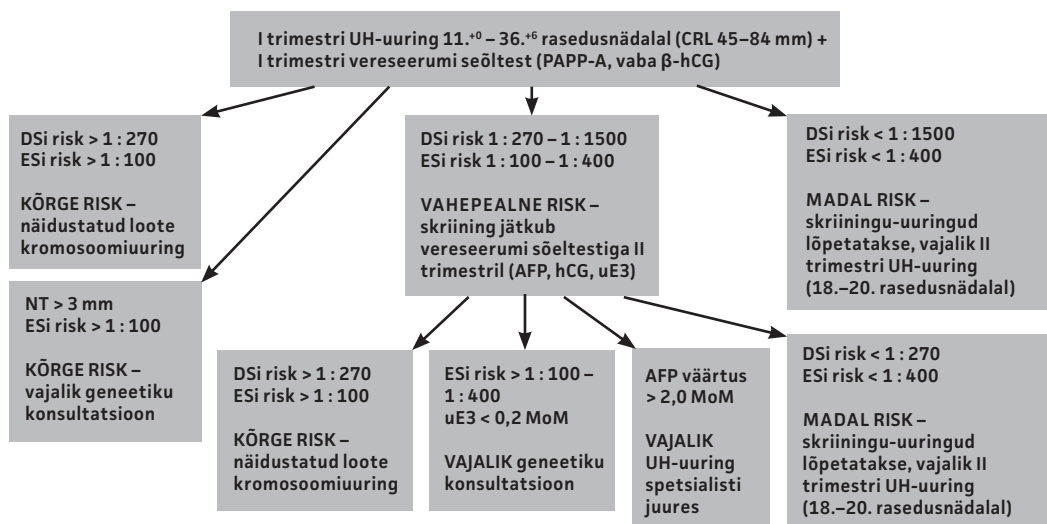 I trimestri UH-uuring 11.⁺⁰ – 36.⁺⁶ rasedusnädalal (CRL 45–84 mm) +
I trimestri vereseerumi seõltest (PAPP-A, vaba β-hCG)
DSi risk > 1 : 270
ESi risk > 1 : 100
KÕRGE RISK –
näidustatud loote
kromosoomiuuring
NT > 3 mm
ESi risk > 1 : 100
KÕRGE RISK –
vajalik geneetiku
konsultatsioon
DSi risk 1 : 270 – 1 : 1500
ESi risk 1 : 100 – 1 : 400
VAHEPEALNE RISK –
skriining jätkub
vereseerumi sõeltestiga II
trimestril (AFP, hCG, uE3)
DSi risk < 1 : 1500
ESi risk < 1 : 400
MADAL RISK –
skriiningu-uuringud
lõpetatakse, vajalik II
trimestri UH-uuring
(18.–20. rasedusnädalal)
DSi risk > 1 : 270
ESi risk > 1 : 100
KÕRGE RISK –
näidustatud loote
kromosoomiuuring
ESi risk > 1 : 100 –
1 : 400
uE3 < 0,2 MoM
VAJALIK geneetiku
konsultatsioon
AFP väärtus
> 2,0 MoM
VAJALIK
UH-uuring
spetsialisti
juures
DSi risk < 1 : 270
ESi risk < 1 : 400
MADAL RISK –
skriiningu-uuringud
lõpetatakse, vajalik II
trimestri UH-uuring
(18.–20. rasedusnädalal)